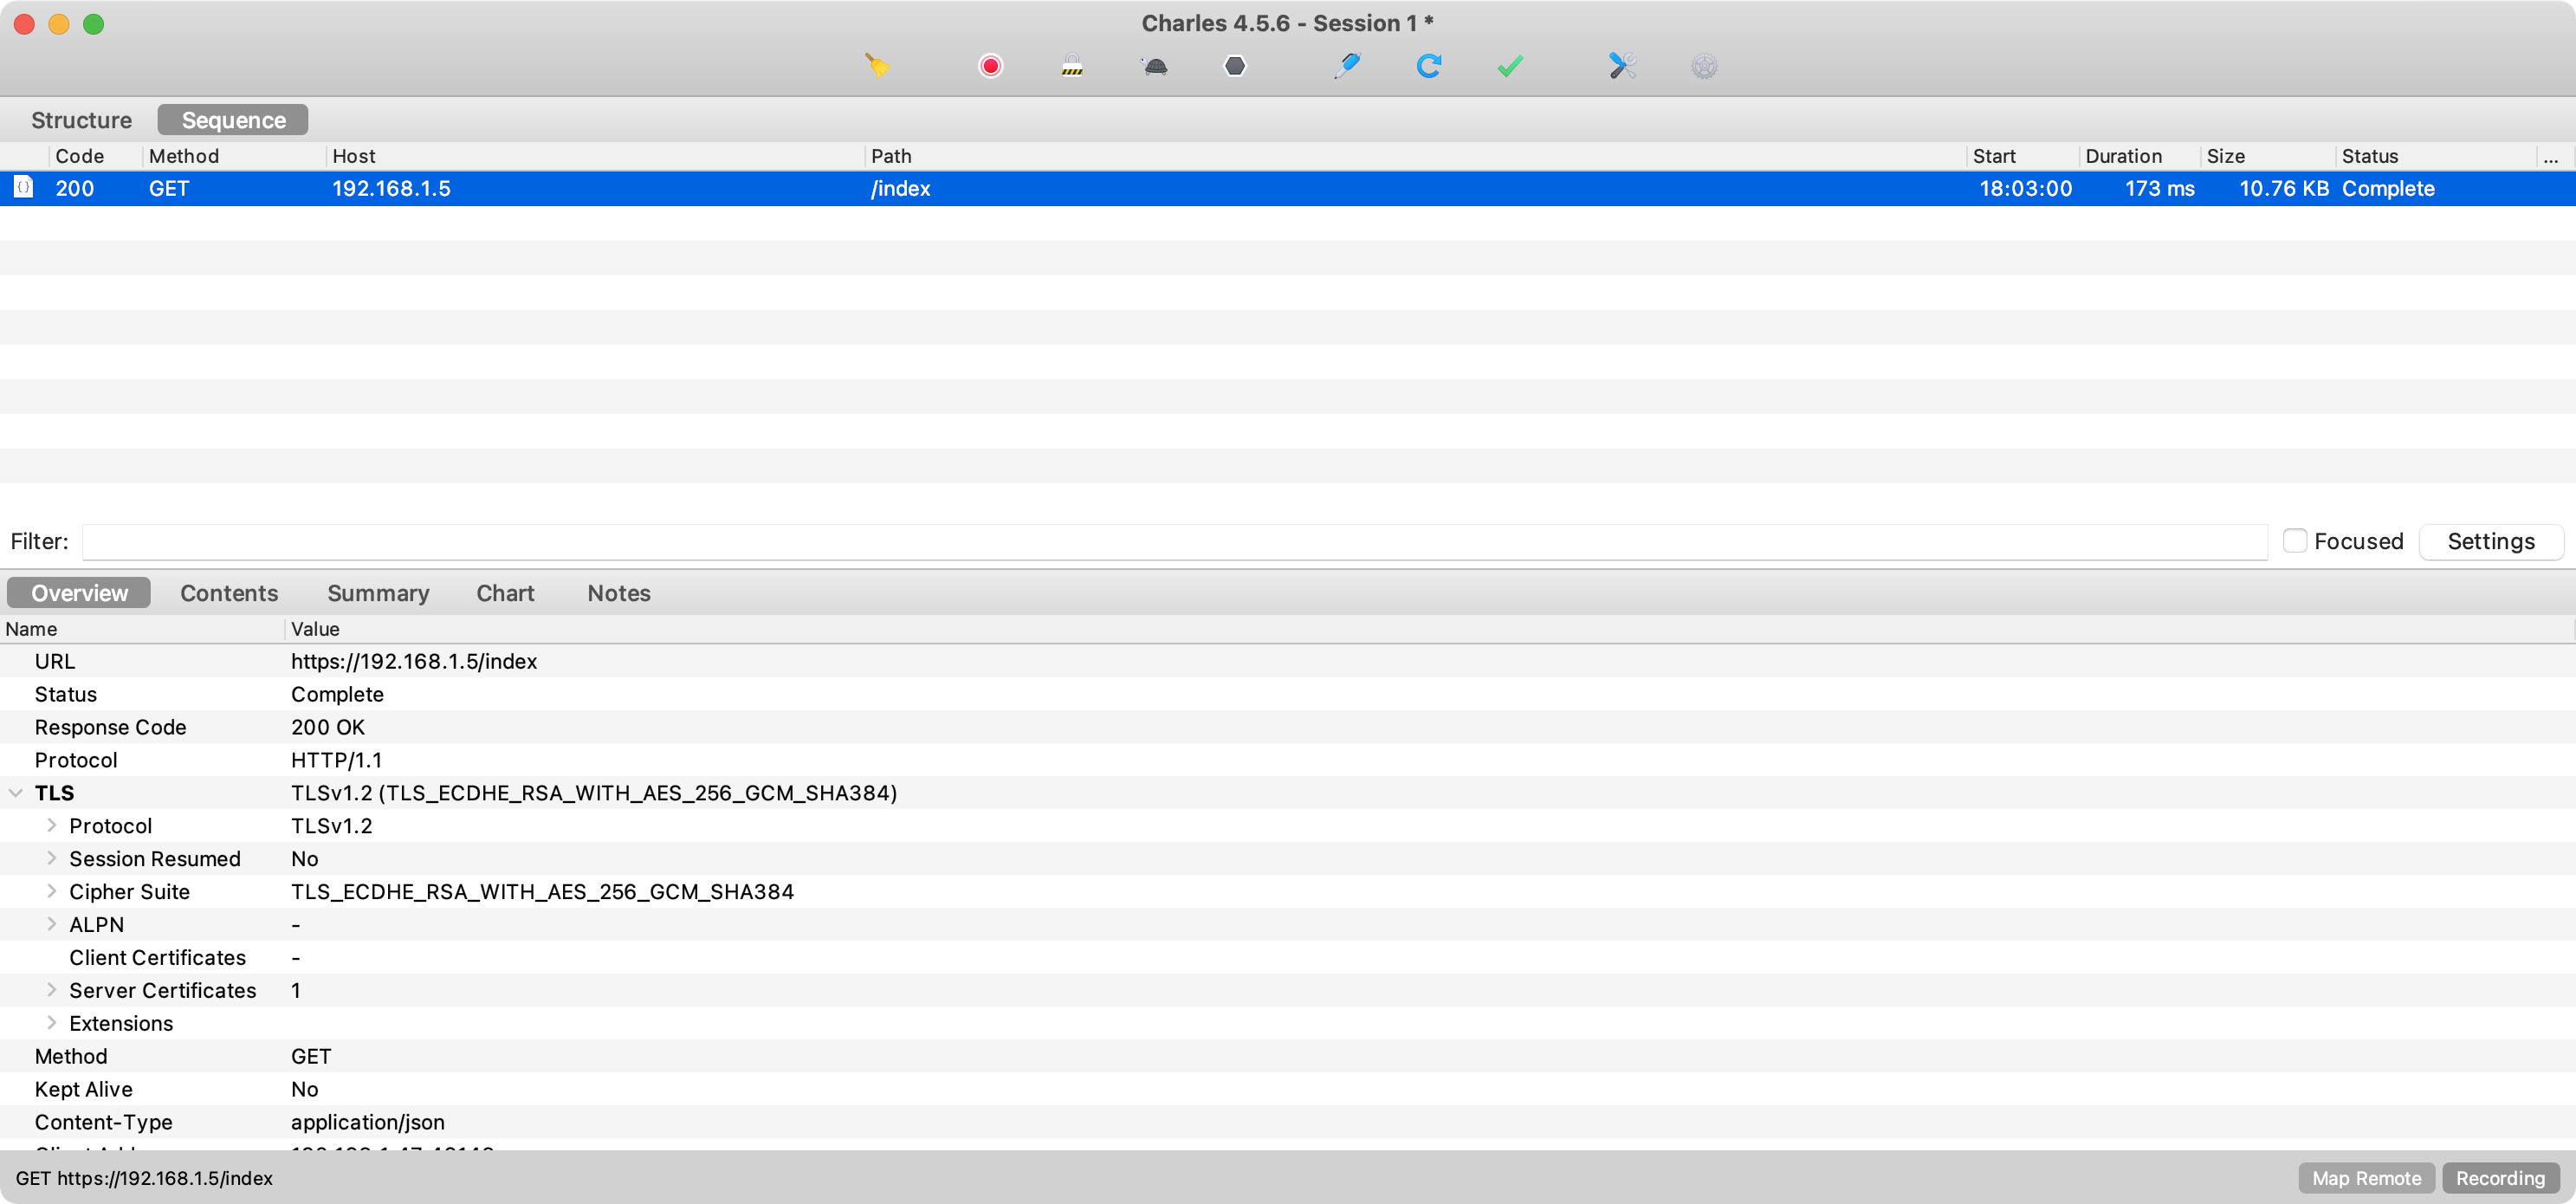 Charles 4.5.6 - Session 1 *
Structure Sequence
Code Method Host Path Start Duration Size Status ...
200 GET 192.168.1.5 /index 18:03:00 173 ms 10.76 KB Complete
Filter: Focused Settings
Overview Contents Summary Chart Notes
Name Value
URL https://192.168.1.5/index
Status Complete
Response Code 200 OK
Protocol HTTP/1.1
TLS TLSv1.2 (TLS_ECDHE_RSA_WITH_AES_256_GCM_SHA384)
Protocol TLSv1.2
Session Resumed No
Cipher Suite TLS_ECDHE_RSA_WITH_AES_256_GCM_SHA384
ALPN -
Client Certificates -
Server Certificates 1
Extensions
Method GET
Kept Alive No
Content-Type application/json
GET https://192.168.1.5/index Map Remote Recording